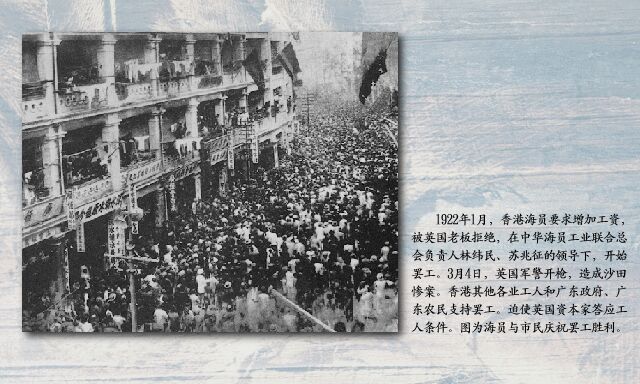 1922年1月，香港海员要求增加工资，
被英国老板拒绝，在中华海员工业联合总
会负责人林纬民、苏兆征的领导下，开始
罢工。3月4日，英国军警开枪，造成沙田
惨案。香港其他各业工人和广东政府、广
东农民支持罢工。迫使英国资本家答应工
人条件。图为海员与市民庆祝罢工胜利。